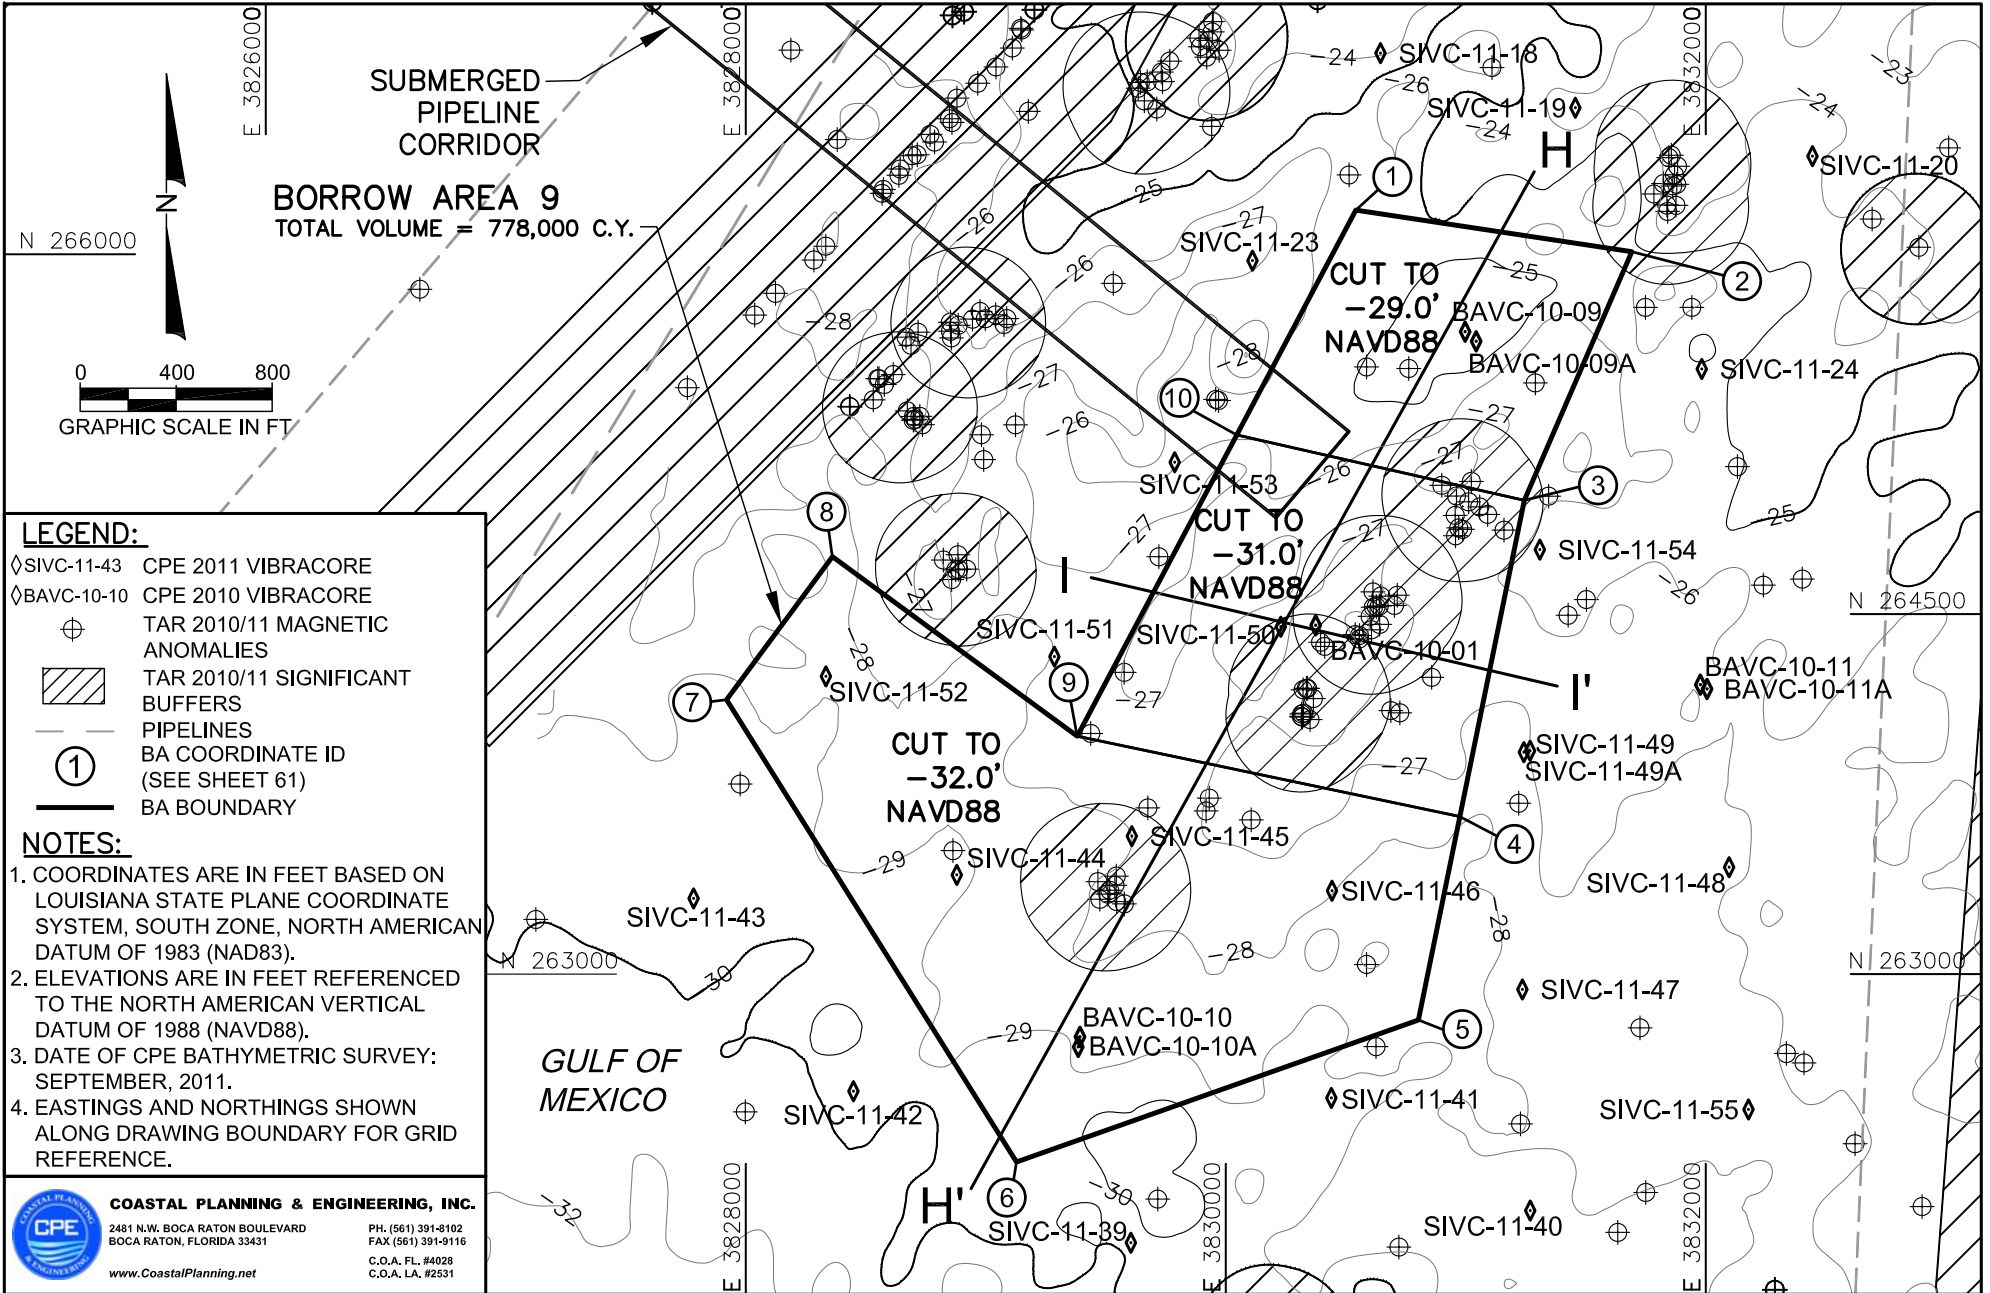 E 3826000
E 3828000
E 3832000
SUBMERGED
PIPELINE
CORRIDOR
BORROW AREA 9
TOTAL VOLUME = 778,000 C.Y.
N 266000
N
0 400 800
GRAPHIC SCALE IN FT
-24
SIVC-11-18
-26
SIVC-11-19
-24
H
-23
-24
SIVC-11-20
1
25
-27
SIVC-11-23
-26
-26
-28
CUT TO
-29.0'
NAVD88
-25
2
BAVC-10-09
BAVC-10-09A
SIVC-11-24
-28
-27
10
-26
-27
-27
-26
SIVC-11-53
3
25
8
-27
CUT TO
-31.0'
NAVD88
-27
SIVC-11-54
-26
N 264500
I
-27
SIVC-11-51
SIVC-11-50
BAVC-10-01
I'
BAVC-10-11
BAVC-10-11A
-28
SIVC-11-52
7
9
-27
CUT TO
-32.0'
NAVD88
-27
SIVC-11-49
SIVC-11-49A
4
SIVC-11-45
SIVC-11-44
-29
SIVC-11-46
SIVC-11-48
SIVC-11-43
-28
-28
30
N 263000
N 263000
SIVC-11-47
BAVC-10-10
BAVC-10-10A
-29
5
GULF OF
MEXICO
SIVC-11-42
SIVC-11-41
SIVC-11-55
H'
6
-30
-32
SIVC-11-39
SIVC-11-40
E 3828000
E 3830000
E 3832000
LEGEND:
SIVC-11-43 CPE 2011 VIBRACORE
BAVC-10-10 CPE 2010 VIBRACORE
TAR 2010/11 MAGNETIC
ANOMALIES
TAR 2010/11 SIGNIFICANT
BUFFERS
PIPELINES
1 BA COORDINATE ID
(SEE SHEET 61)
BA BOUNDARY
NOTES:
1. COORDINATES ARE IN FEET BASED ON
LOUISIANA STATE PLANE COORDINATE
SYSTEM, SOUTH ZONE, NORTH AMERICAN
DATUM OF 1983 (NAD83).
2. ELEVATIONS ARE IN FEET REFERENCED
TO THE NORTH AMERICAN VERTICAL
DATUM OF 1988 (NAVD88).
3. DATE OF CPE BATHYMETRIC SURVEY:
SEPTEMBER, 2011.
4. EASTINGS AND NORTHINGS SHOWN
ALONG DRAWING BOUNDARY FOR GRID
REFERENCE.
COASTAL PLANNING & ENGINEERING
CPE
COASTAL PLANNING & ENGINEERING, INC.
2481 N.W. BOCA RATON BOULEVARD
BOCA RATON, FLORIDA 33431
www.CoastalPlanning.net
PH. (561) 391-8102
FAX (561) 391-9116
C.O.A. FL. #4028
C.O.A. LA. #2531